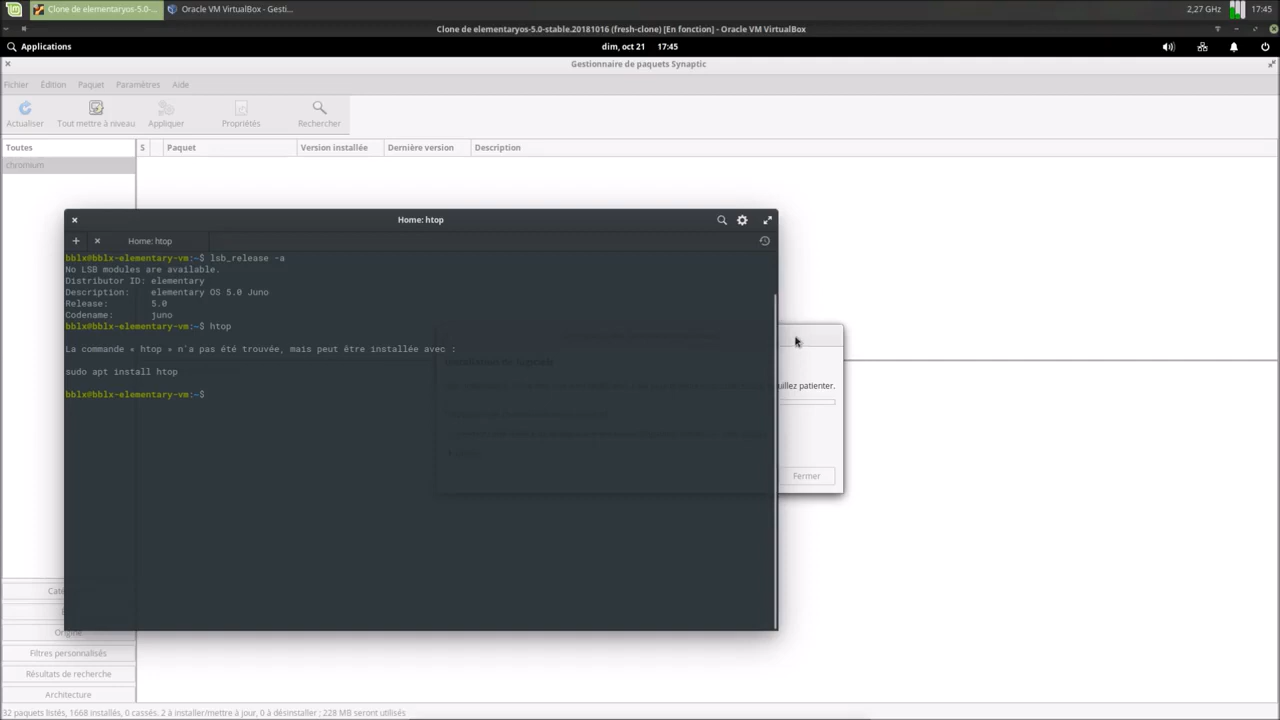 Clone de elementaryos-5.0-...
Oracle VM VirtualBox - Gesti...
2,27 GHz
17:45
Clone de elementaryos-5.0-stable.20181016 (fresh-clone) [En fonction] - Oracle VM VirtualBox
Applications
dim, oct 21 17:45
Gestionnaire de paquets Synaptic
Fichier Édition Paquet Paramètres Aide
Actualiser Tout mettre à niveau Appliquer Propriétés Rechercher
Toutes
S Paquet Version installée Dernière version Description
chromium
Home: htop
Home: htop
bblx@bblx-elementary-vm:~$ lsb_release -a
No LSB modules are available.
Distributor ID: elementary
Description: elementary OS 5.0 Juno
Release: 5.0
Codename: juno
bblx@bblx-elementary-vm:~$ htop
La commande « htop » n'a pas été trouvée, mais peut être installée avec :
sudo apt install htop
bblx@bblx-elementary-vm:~$
Installation de logiciels
uillez patienter.
Fermer
Caté
Origine
Filtres personnalisés
Résultats de recherche
Architecture
32 paquets listés, 1668 installés, 0 cassés. 2 à installer/mettre à jour, 0 à désinstaller ; 228 MB seront utilisés